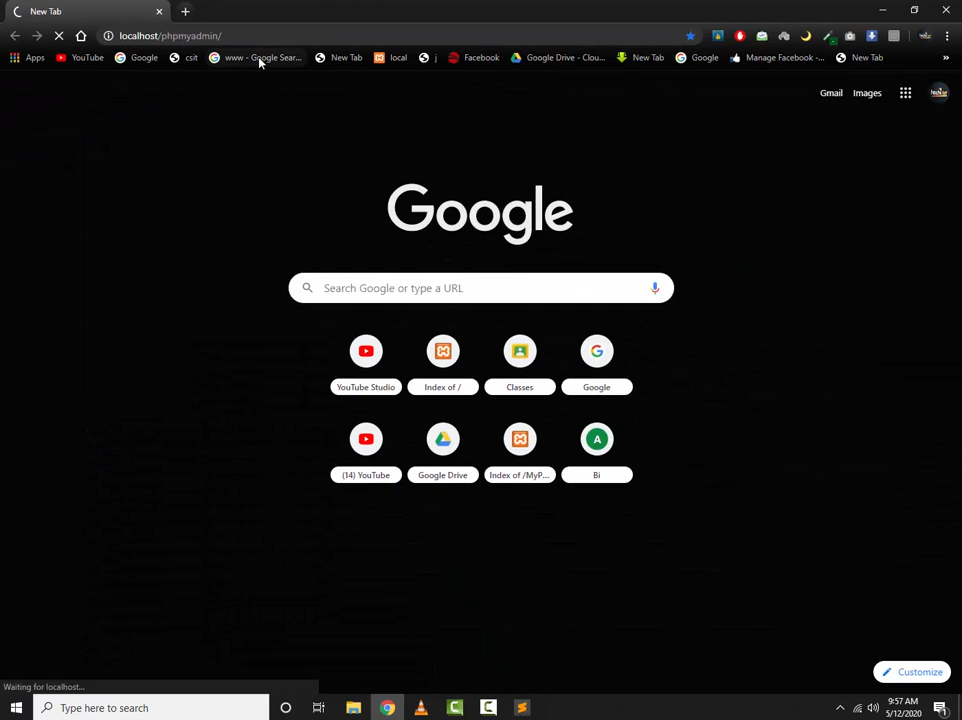 New Tab
localhost/phpmyadmin/
Apps YouTube Google csit www - Google Sear... New Tab local j Facebook Google Drive - Clou... New Tab Google Manage Facebook -... New Tab »
Gmail Images
Google
Search Google or type a URL
YouTube Studio Index of / Classes Google
A
(14) YouTube Google Drive Index of /MyP... Bi
Customize
Waiting for localhost...
Type here to search
9:57 AM
5/12/2020